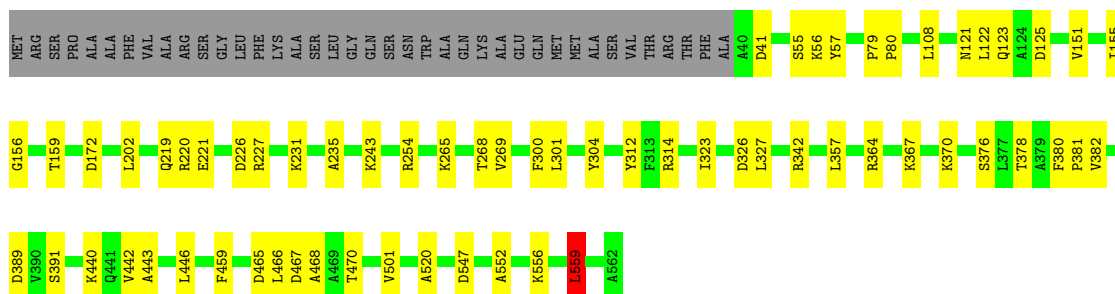 MET ARG SER PRO ALA ALA PHE VAL ALA ARG SER GLY LEU PHE LYS ALA SER LEU GLY GLN SER ASN TRP ALA GLN LYS ALA GLU GLN MET MET ALA SER VAL THR ARG THR PHE ALA A40 D41 S55 K56 Y57 P79 P80 L108 N121 L122 Q123 A124 D125 V151
G156 T159 D172 L202 Q219 R220 E221 D226 R227 K231 A235 K243 R254 K265 T268 V269 F300 L301 Y304 Y312 F313 R314 I323 D326 L327 R342 L357 R364 K367 K370 S376 L377 T378 A379 F380 P381 V382
D389 V390 S391 K440 Q441 V442 A443 L446 F459 D465 L466 D467 A468 A469 T470 V501 A520 D547 A552 K556 L559 A562